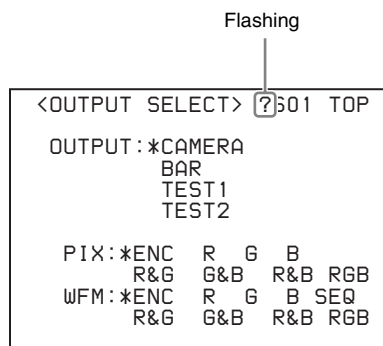 Flashing
<OUTPUT SELECT> ?S01 TOP
OUTPUT:*CAMERA
BAR
TEST1
TEST2
PIX:*ENC R G B
R&G G&B R&B RGB
WFM:*ENC R G B SEQ
R&G G&B R&B RGB